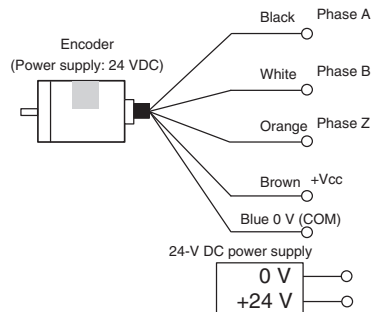 Black Phase A
Encoder
(Power supply: 24 VDC)
White Phase B
Orange Phase Z
Brown +Vcc
Blue 0 V (COM)
24-V DC power supply
0 V
+24 V